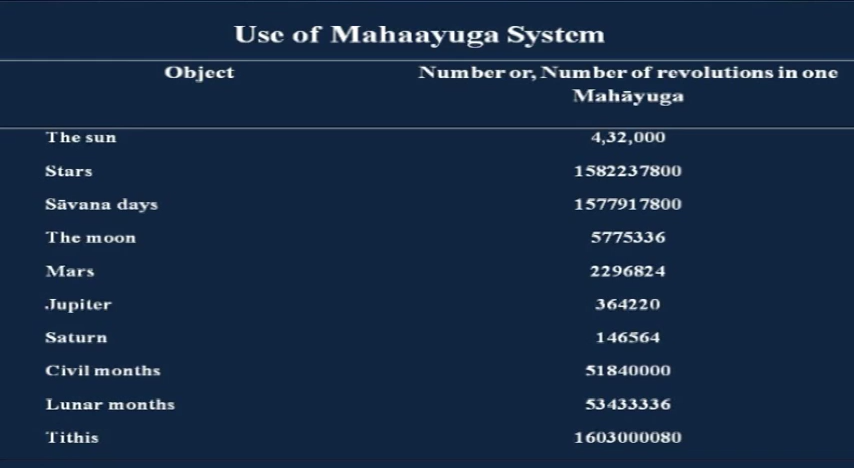 Use of Mahaayuga System
Object Number or, Number of revolutions in one
Mahāyuga
The sun 4,32,000
Stars 1582237800
Sāvana days 1577917800
The moon 5775336
Mars 2296824
Jupiter 364220
Saturn 146564
Civil months 51840000
Lunar months 53433336
Tithis 1603000080